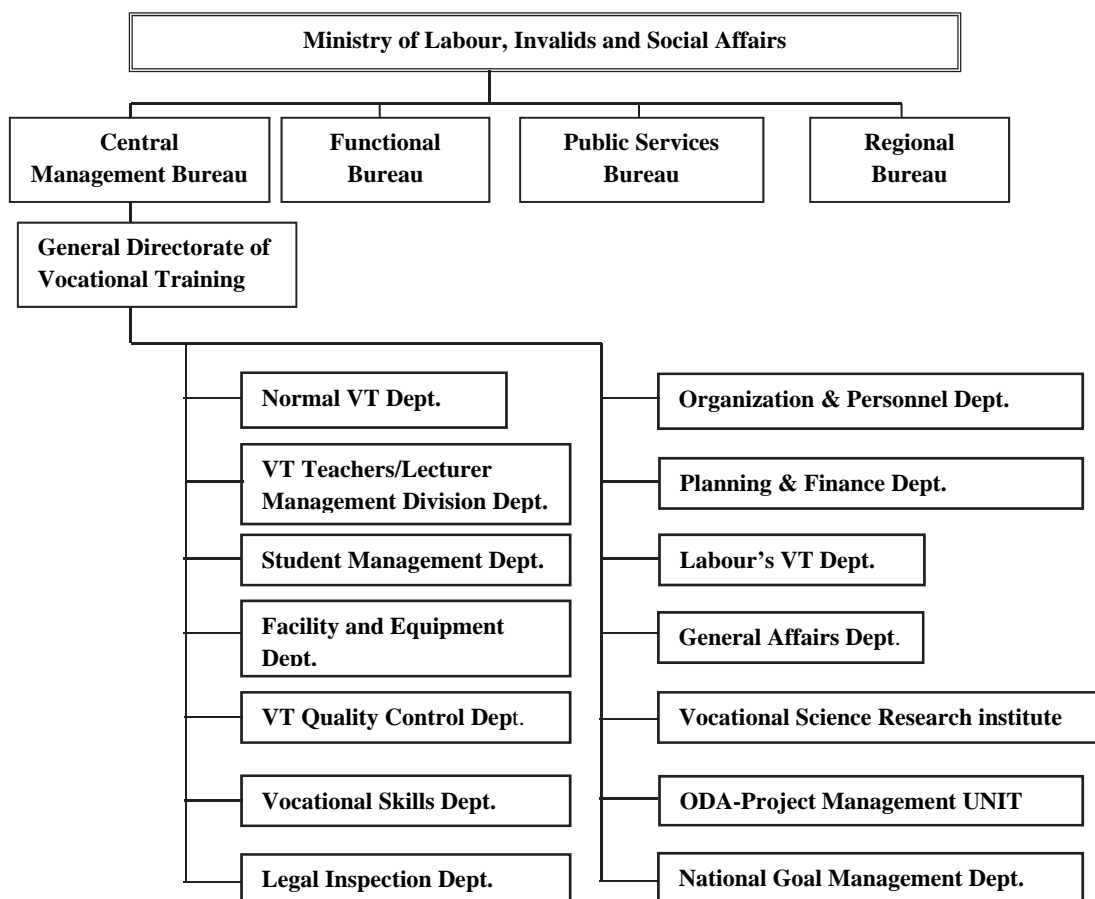 Ministry of Labour, Invalids and Social Affairs
Central
Management Bureau
Functional
Bureau
Public Services
Bureau
Regional
Bureau
General Directorate of
Vocational Training
Normal VT Dept.
VT Teachers/Lecturer
Management Division Dept.
Student Management Dept.
Facility and Equipment
Dept.
VT Quality Control Dept.
Vocational Skills Dept.
Legal Inspection Dept.
Organization & Personnel Dept.
Planning & Finance Dept.
Labour’s VT Dept.
General Affairs Dept.
Vocational Science Research institute
ODA-Project Management UNIT
National Goal Management Dept.